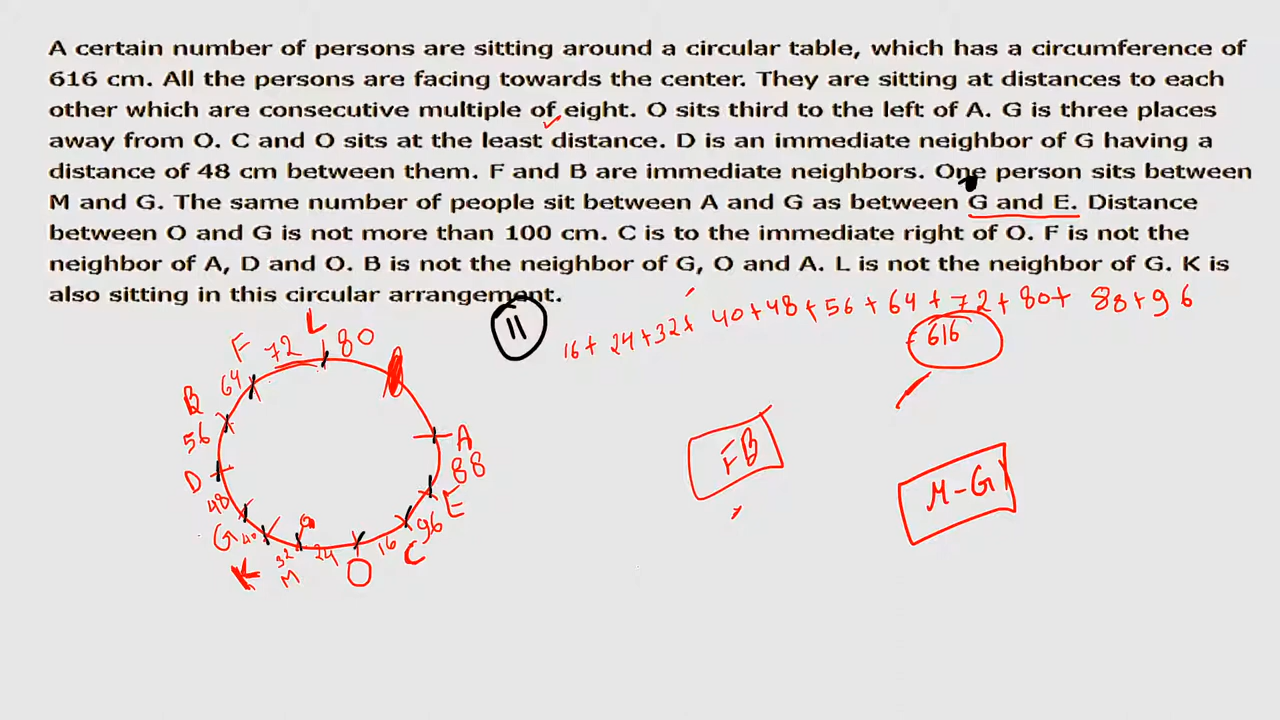 A certain number of persons are sitting around a circular table, which has a circumference of
616 cm. All the persons are facing towards the center. They are sitting at distances to each
other which are consecutive multiple of eight. O sits third to the left of A. G is three places
away from O. C and O sits at the least distance. D is an immediate neighbor of G having a
distance of 48 cm between them. F and B are immediate neighbors. One person sits between
M and G. The same number of people sit between A and G as between G and E. Distance
between O and G is not more than 100 cm. C is to the immediate right of O. F is not the
neighbor of A, D and O. B is not the neighbor of G, O and A. L is not the neighbor of G. K is
also sitting in this circular arrangement.
11
16+ 24+32+ 40+48+56+64+72+80+ 88+96
= 616
L
F 72 80
B 64
56 A
88
D E
48 96
G 40 C
K 32 24 16
M O
FB
M-G